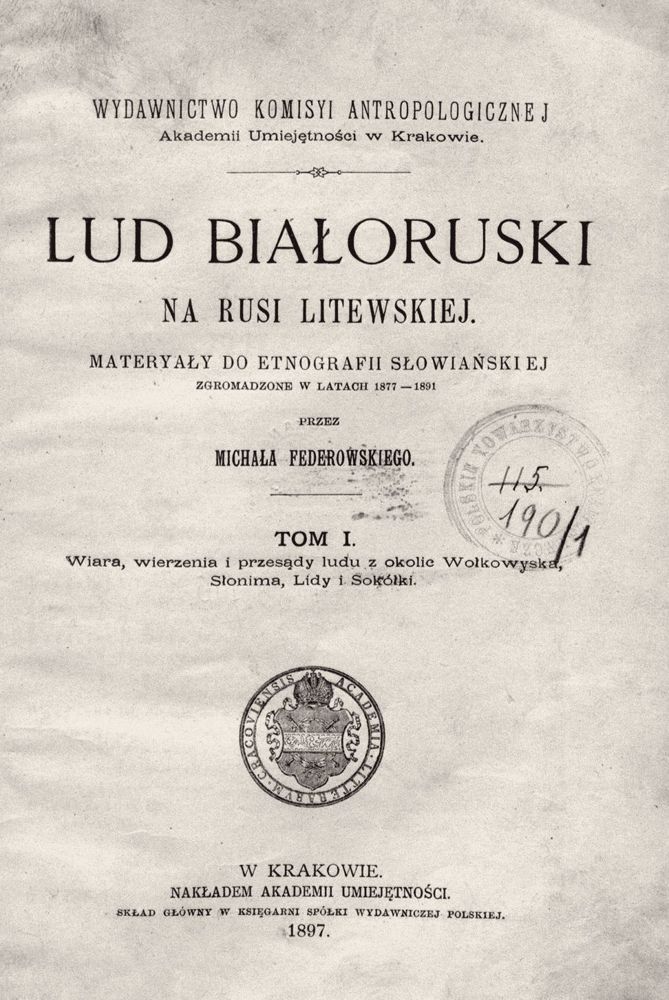 WYDAWNICTWO KOMISYI ANTROPOLOGICZNEJ
Akademii Umiejętności w Krakowie.
LUD BIAŁORUSKI
NA RUSI LITEWSKIEJ.
MATERYAŁY DO ETNOGRAFII SŁOWIAŃSKIEJ
ZGROMADZONE W LATACH 1877—1891
PRZEZ
MICHAŁA FEDEROWSKIEGO.
POLSKIE TOWARZYSTWO
115.
190/1
TOM I.
Wiara, wierzenia i przesądy ludu z okolic Wołkowyska,
Słonima, Lidy i Sokółki.
ACADEMIA · LITTERARUM · CRACOVIENSIS
W KRAKOWIE.
NAKŁADEM AKADEMII UMIEJĘTNOŚCI.
SKŁAD GŁÓWNY W KSIĘGARNI SPÓŁKI WYDAWNICZEJ POLSKIEJ.
1897.